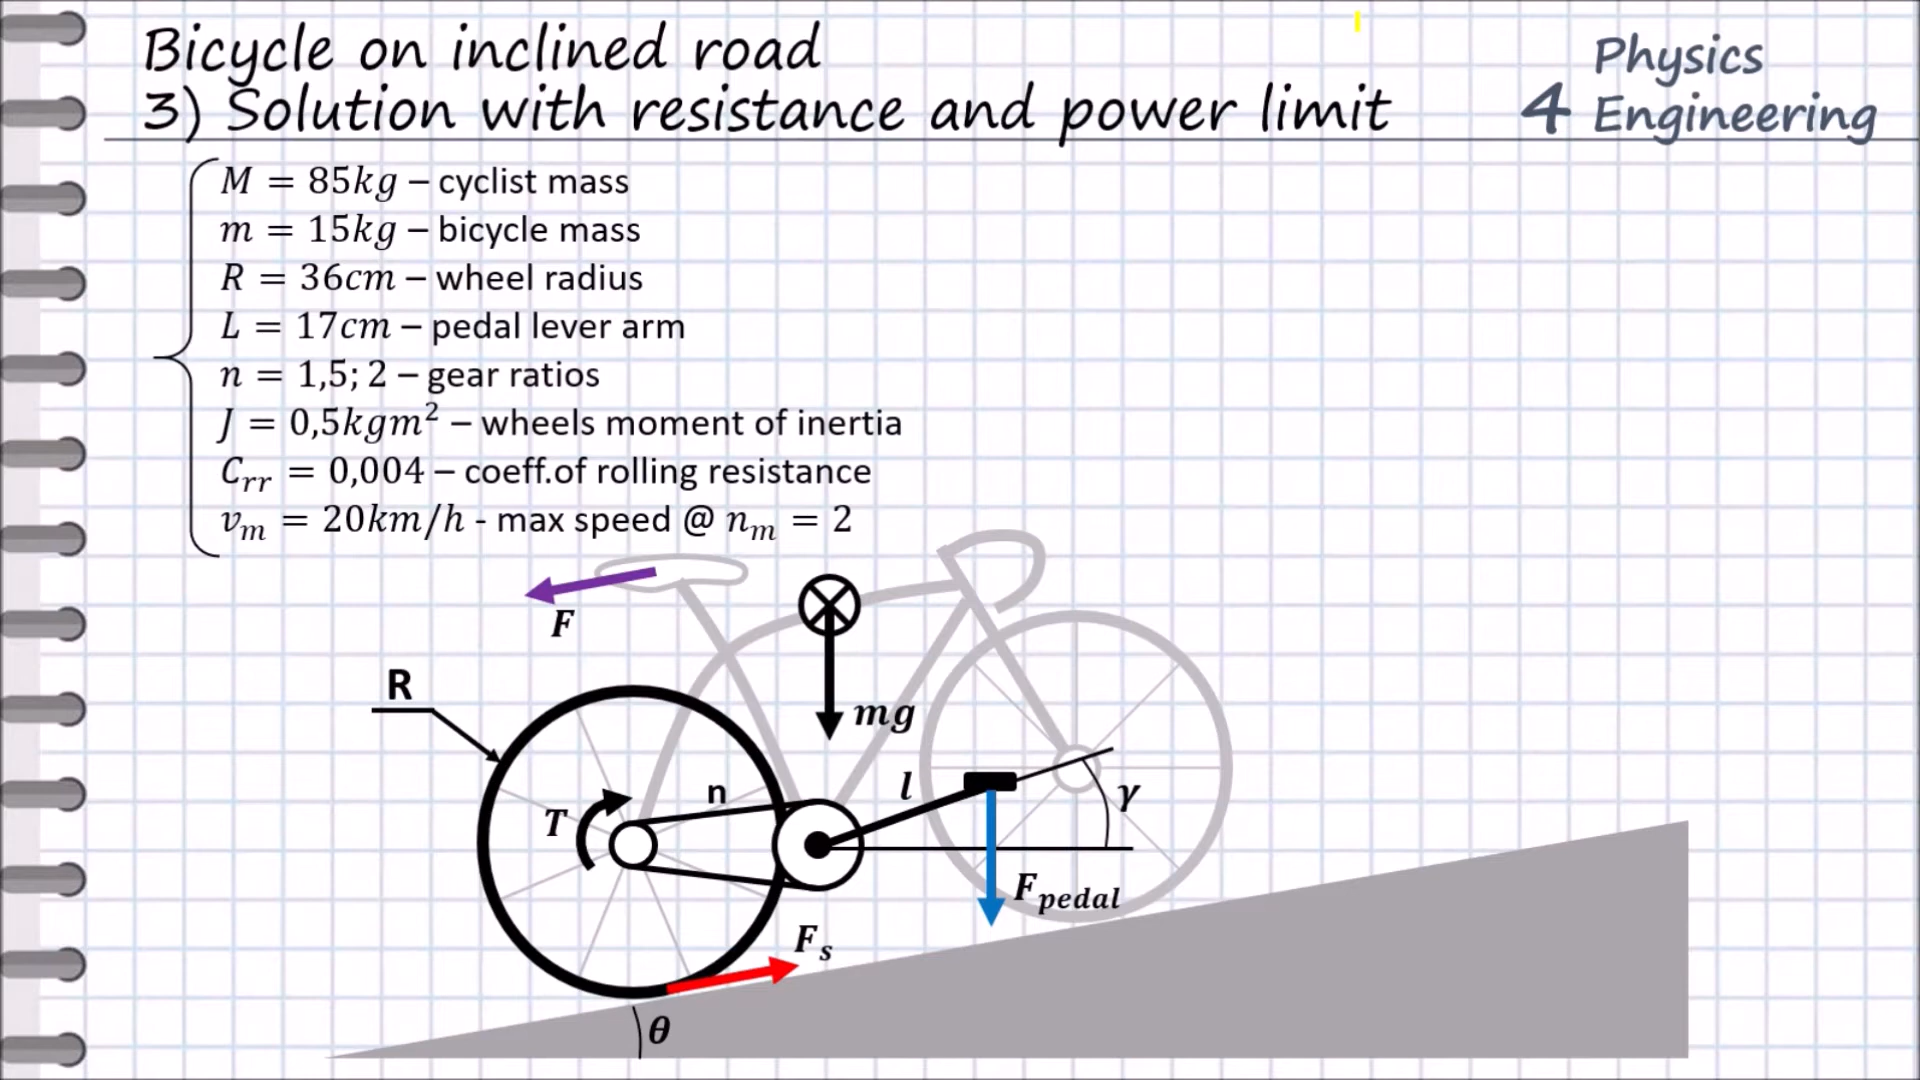 Bicycle on inclined road
3) Solution with resistance and power limit
Physics
4 Engineering
M = 85kg – cyclist mass
m = 15kg – bicycle mass
R = 36cm – wheel radius
L = 17cm – pedal lever arm
n = 1,5; 2 – gear ratios
J = 0,5kgm² – wheels moment of inertia
C_rr = 0,004 – coeff.of rolling resistance
v_m = 20km/h - max speed @ n_m = 2
F
R
mg
n
l
γ
T
F_pedal
F_s
θ